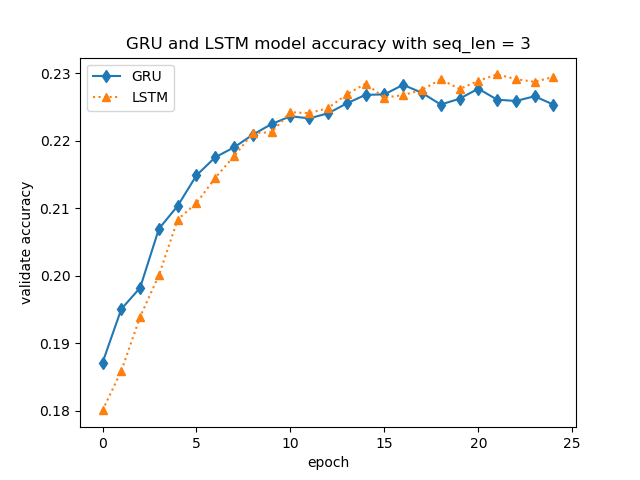 GRU and LSTM model accuracy with seq_len = 3
GRU
LSTM
validate accuracy
0.23
0.22
0.21
0.20
0.19
0.18
0
5
10
15
20
25
epoch